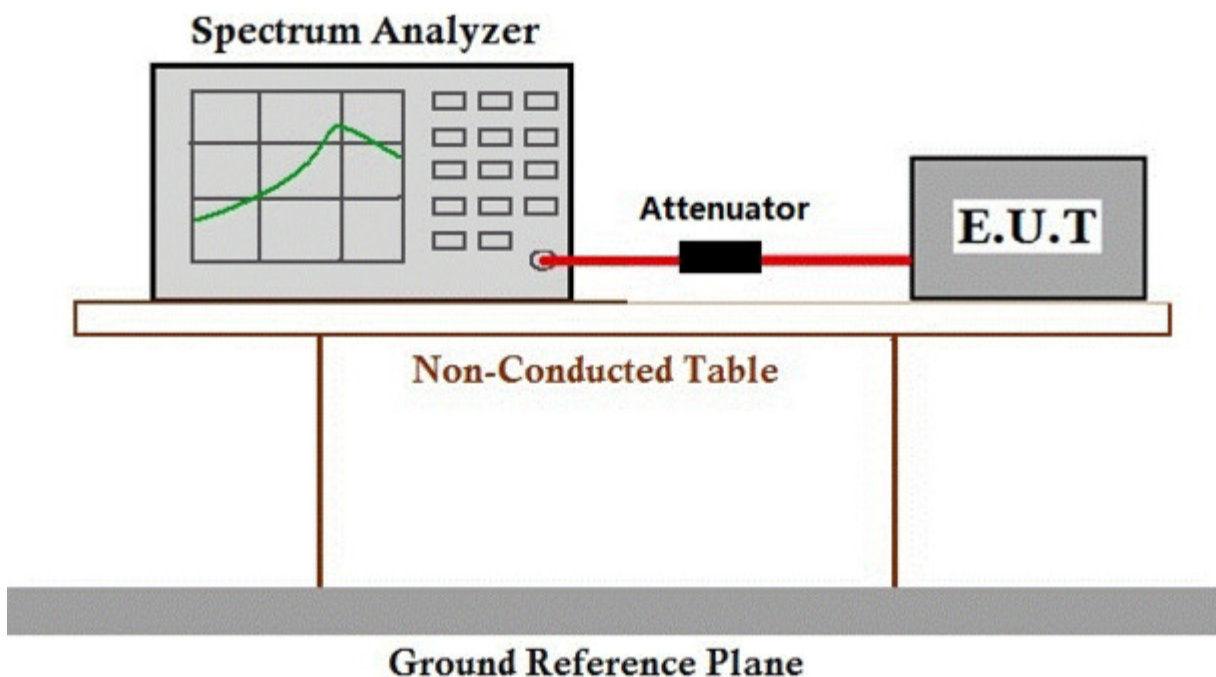 Spectrum Analyzer
Attenuator
E.U.T
Non-Conducted Table
Ground Reference Plane